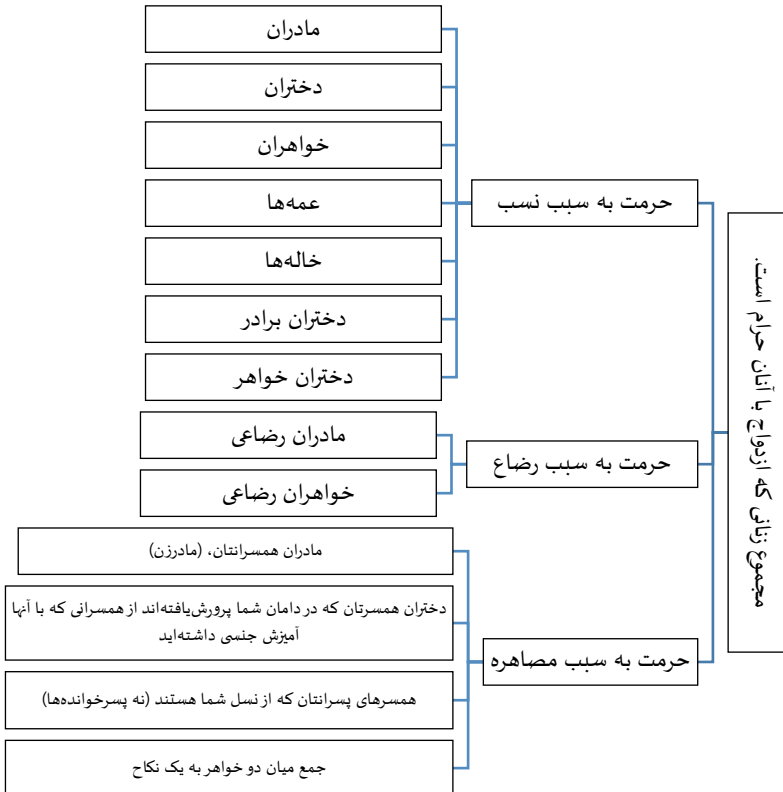 مجموع زنانی که ازدواج با آنان حرام است.
حرمت به سبب نسب
مادران
دختران
خواهران
عمه‌ها
خاله‌ها
دختران برادر
دختران خواهر
حرمت به سبب رضاع
مادران رضاعی
خواهران رضاعی
حرمت به سبب مصاهره
مادران همسرانتان، (مادرزن)
دختران همسرتان که در دامان شما پرورش‌یافته‌اند از همسرانی که با آنها
آمیزش جنسی داشته‌اید
همسرهای پسرانتان که از نسل شما هستند (نه پسرخوانده‌ها)
جمع میان دو خواهر به یک نکاح